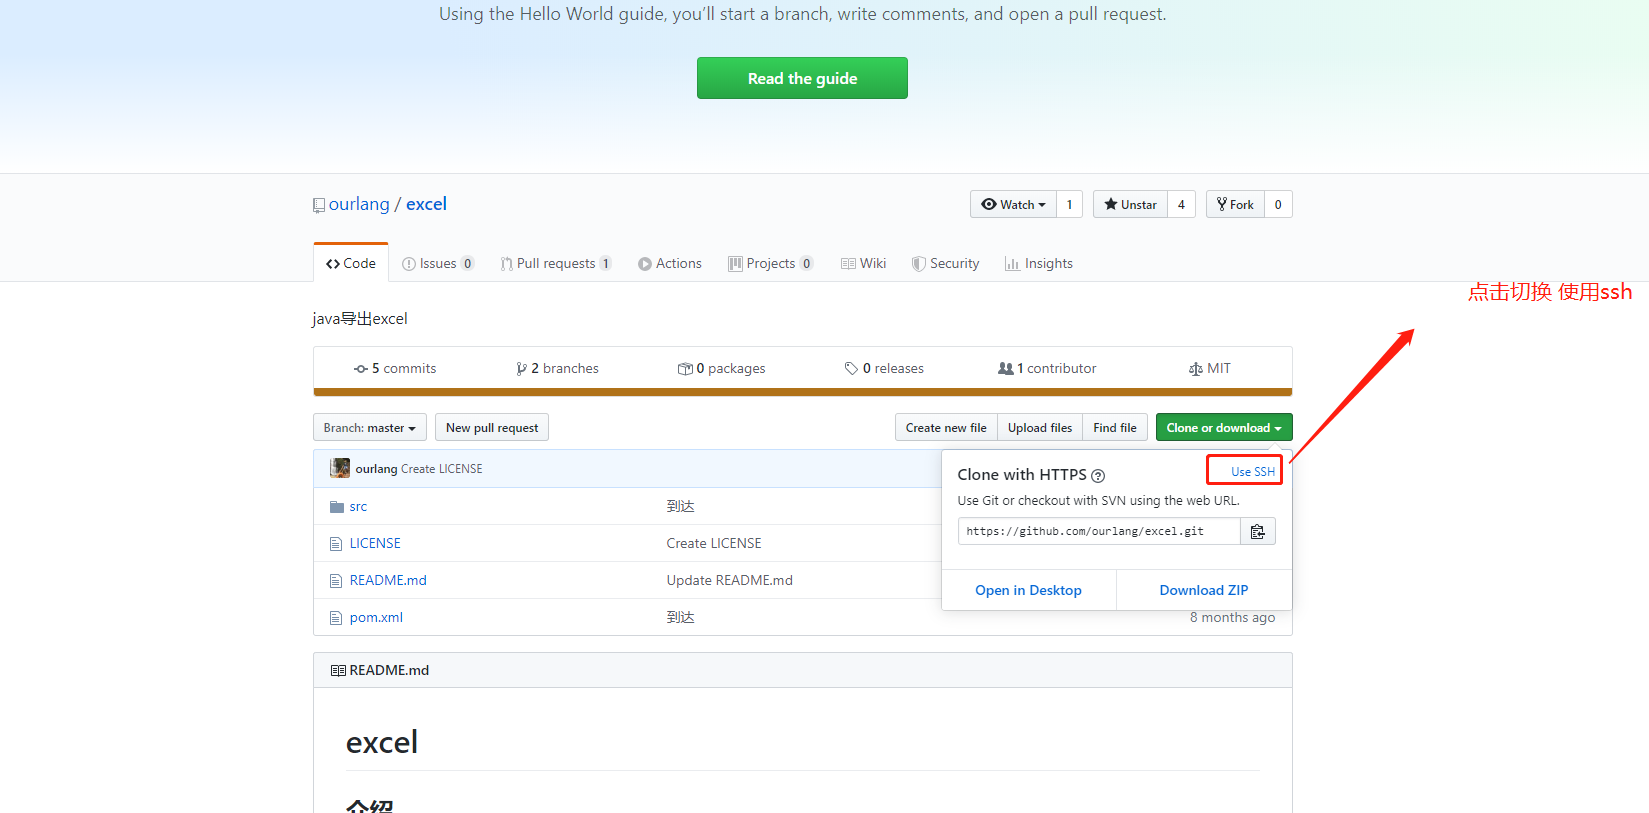 Using the Hello World guide, you’ll start a branch, write comments, and open a pull request.
Read the guide
ourlang / excel
Watch 1 Unstar 4 Fork 0
Code Issues 0 Pull requests 1 Actions Projects 0 Wiki Security Insights
点击切换 使用ssh
java导出excel
5 commits 2 branches 0 packages 0 releases 1 contributor MIT
Branch: master New pull request Create new file Upload files Find file Clone or download
ourlang Create LICENSE
Clone with HTTPS Use SSH
Use Git or checkout with SVN using the web URL.
https://github.com/ourlang/excel.git
Open in Desktop Download ZIP
src 到达
LICENSE Create LICENSE
README.md Update README.md
pom.xml 到达 8 months ago
README.md
excel
介绍